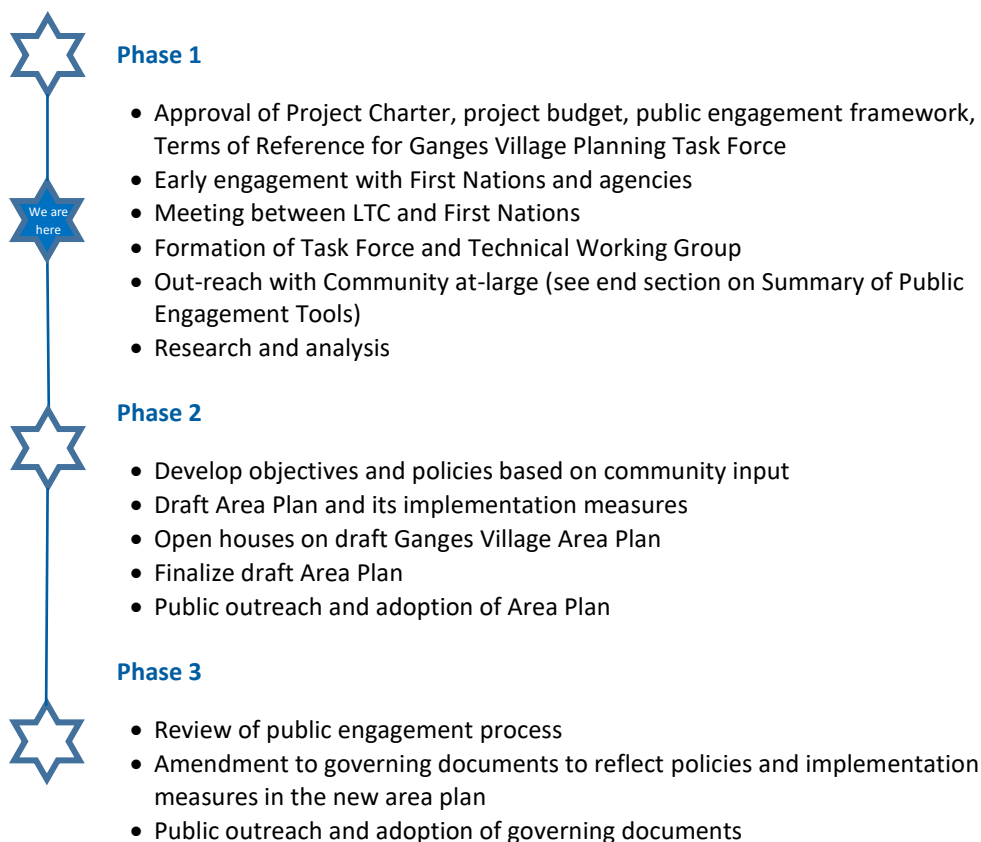 Phase 1
• Approval of Project Charter, project budget, public engagement framework,
Terms of Reference for Ganges Village Planning Task Force
• Early engagement with First Nations and agencies
We are
here
• Meeting between LTC and First Nations
• Formation of Task Force and Technical Working Group
• Out-reach with Community at-large (see end section on Summary of Public
Engagement Tools)
• Research and analysis
Phase 2
• Develop objectives and policies based on community input
• Draft Area Plan and its implementation measures
• Open houses on draft Ganges Village Area Plan
• Finalize draft Area Plan
• Public outreach and adoption of Area Plan
Phase 3
• Review of public engagement process
• Amendment to governing documents to reflect policies and implementation
measures in the new area plan
• Public outreach and adoption of governing documents